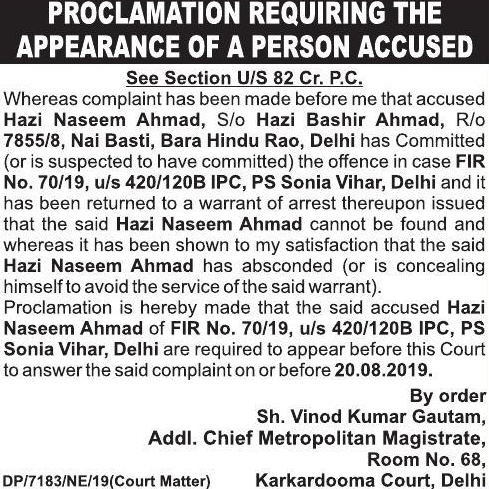 PROCLAMATION REQUIRING THE
APPEARANCE OF A PERSON ACCUSED
See Section U/S 82 Cr. P.C.
Whereas complaint has been made before me that accused
Hazi Naseem Ahmad, S/o Hazi Bashir Ahmad, R/o
7855/8, Nai Basti, Bara Hindu Rao, Delhi has Committed
(or is suspected to have committed) the offence in case FIR
No. 70/19, u/s 420/120B IPC, PS Sonia Vihar, Delhi and it
has been returned to a warrant of arrest thereupon issued
that the said Hazi Naseem Ahmad cannot be found and
whereas it has been shown to my satisfaction that the said
Hazi Naseem Ahmad has absconded (or is concealing
himself to avoid the service of the said warrant).
Proclamation is hereby made that the said accused Hazi
Naseem Ahmad of FIR No. 70/19, u/s 420/120B IPC, PS
Sonia Vihar, Delhi are required to appear before this Court
to answer the said complaint on or before 20.08.2019.
By order
Sh. Vinod Kumar Gautam,
Addl. Chief Metropolitan Magistrate,
Room No. 68,
DP/7183/NE/19(Court Matter) Karkardooma Court, Delhi